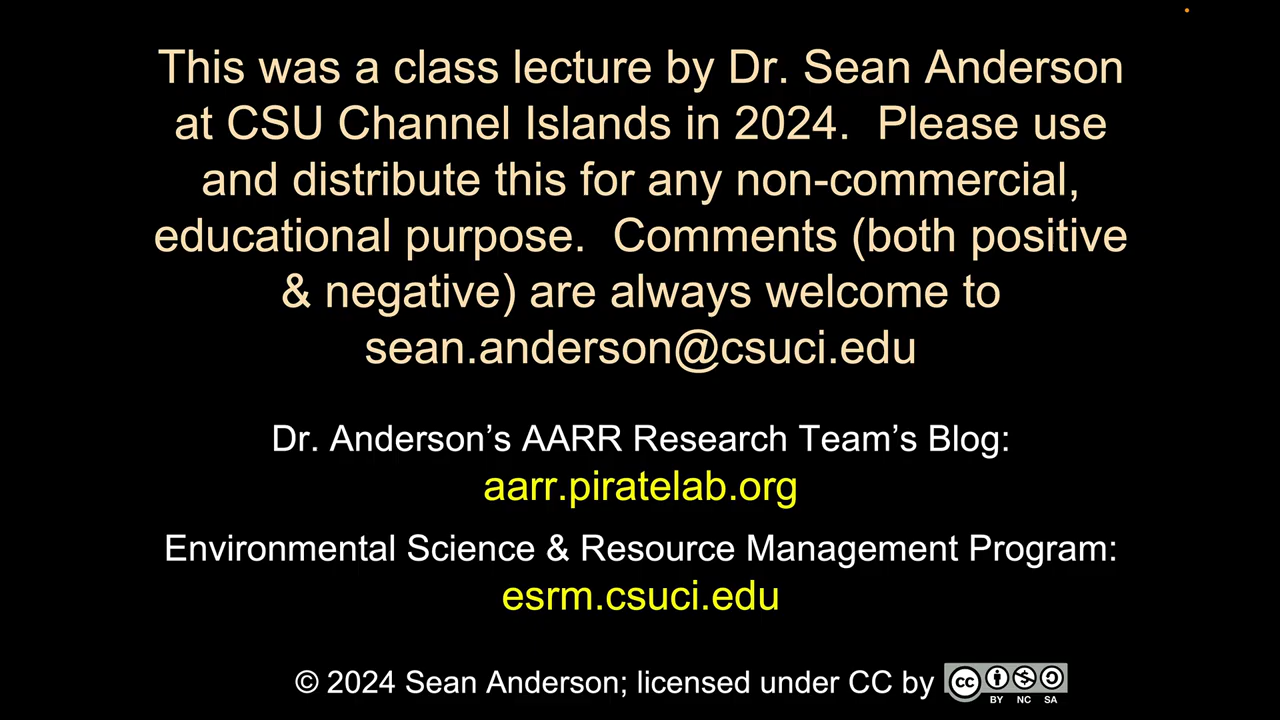 This was a class lecture by Dr. Sean Anderson
at CSU Channel Islands in 2024.  Please use
and distribute this for any non-commercial,
educational purpose.  Comments (both positive
& negative) are always welcome to
sean.anderson@csuci.edu
Dr. Anderson’s AARR Research Team’s Blog:
aarr.piratelab.org
Environmental Science & Resource Management Program:
esrm.csuci.edu
© 2024 Sean Anderson; licensed under CC by
cc
BY NC SA